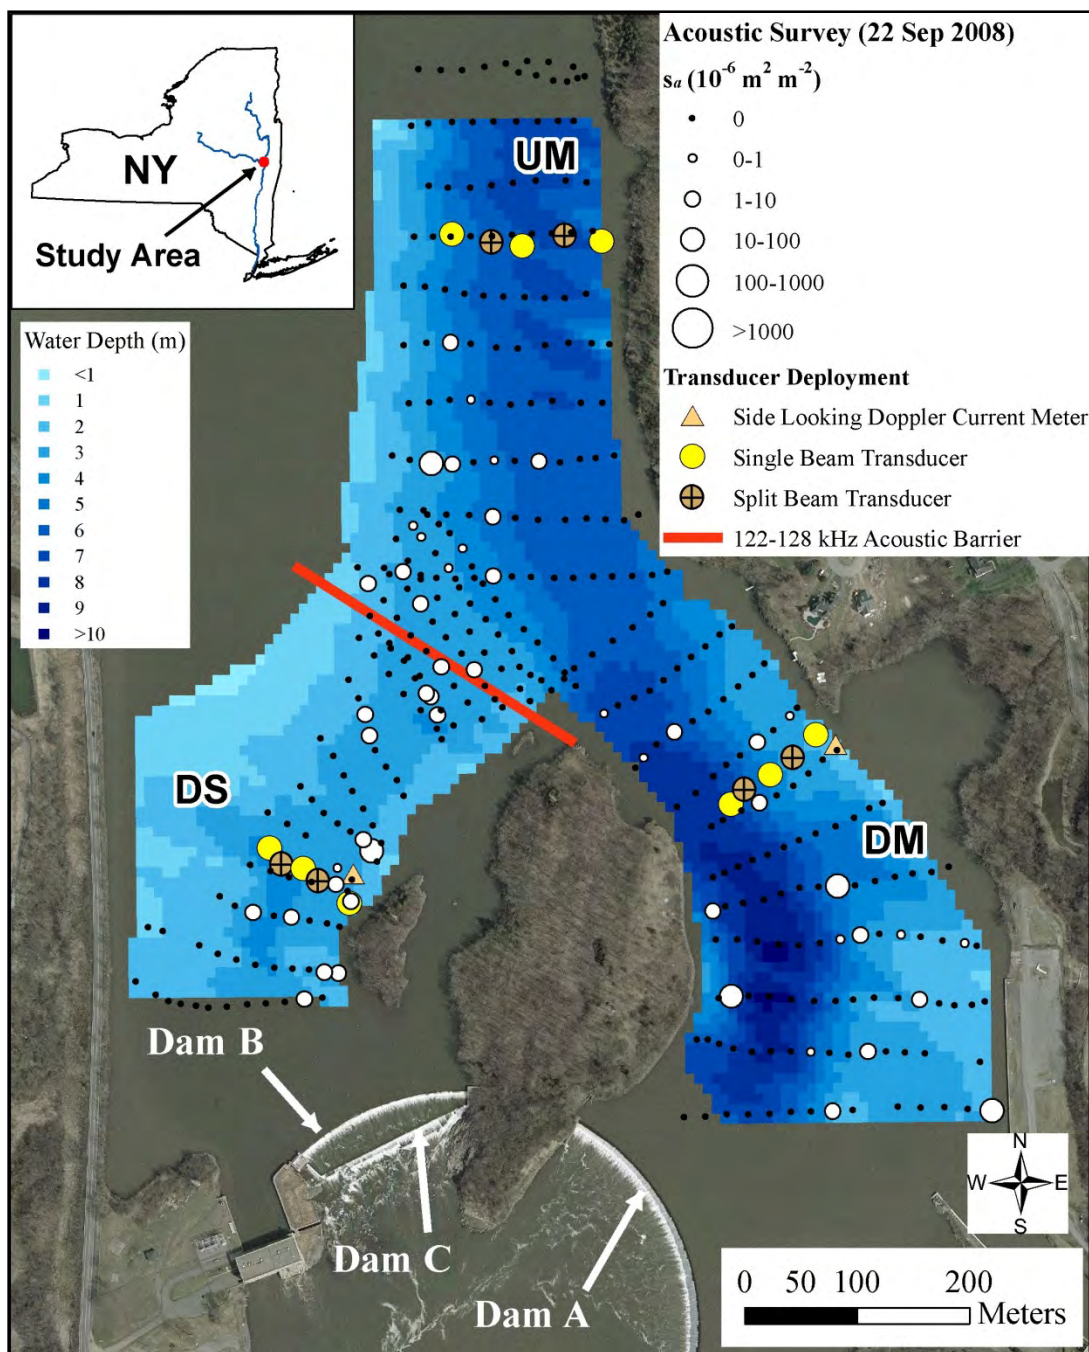 NY
Study Area
Water Depth (m)
<1
1
2
3
4
5
6
7
8
9
>10
Acoustic Survey (22 Sep 2008)
sa (10-6 m2 m-2)
0
0-1
1-10
10-100
100-1000
>1000
Transducer Deployment
Side Looking Doppler Current Meter
Single Beam Transducer
Split Beam Transducer
122-128 kHz Acoustic Barrier
UM
DS
DM
Dam B
Dam C
Dam A
N
W E
S
0 50 100 200
Meters